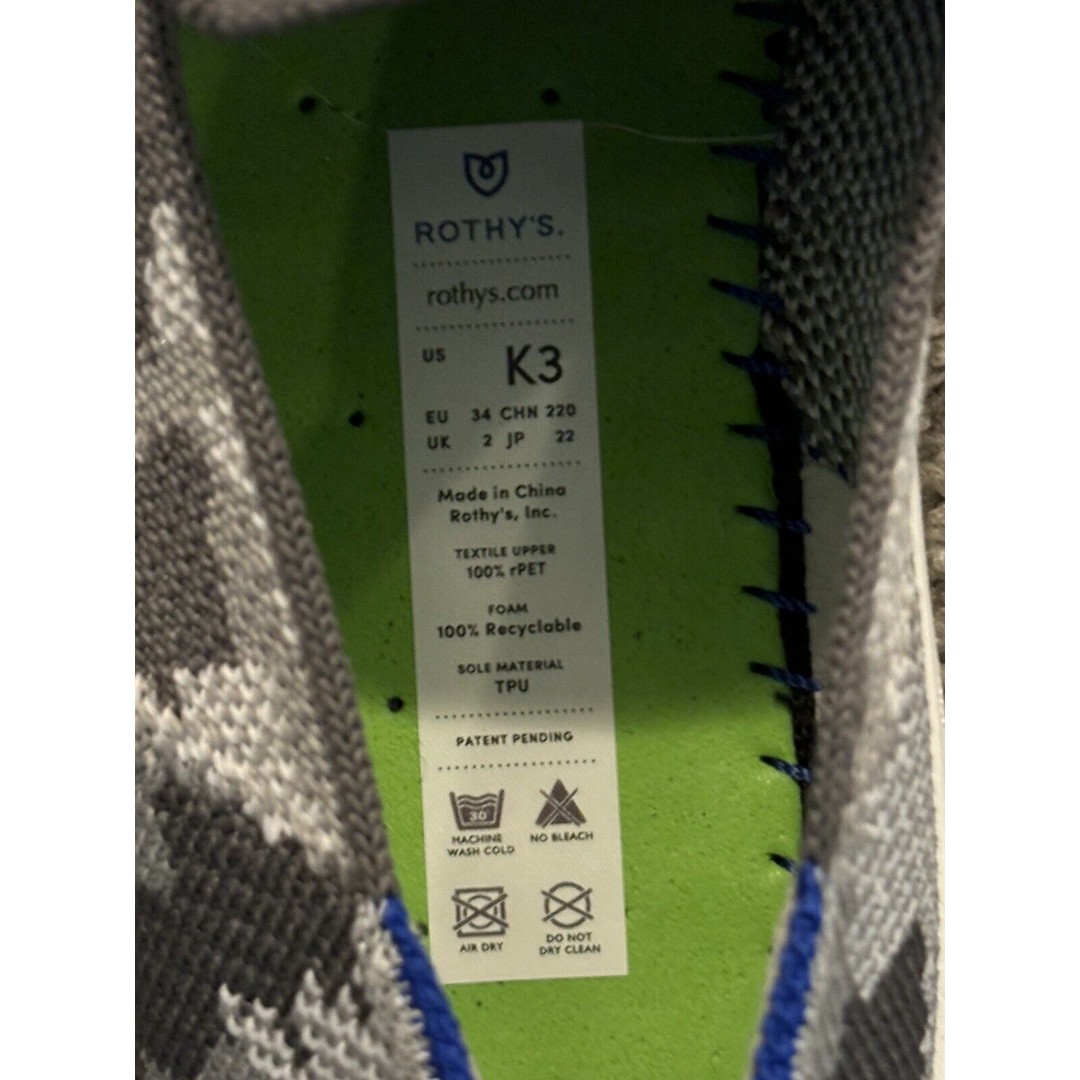 ROTHY'S.
rothys.com
US K3
EU 34 CHN 220
UK 2 JP 22
Made in China
Rothy's, Inc.
TEXTILE UPPER
100% rPET
FOAM
100% Recyclable
SOLE MATERIAL
TPU
PATENT PENDING
30°
MACHINE
WASH COLD
NO BLEACH
AIR DRY
DO NOT
DRY CLEAN